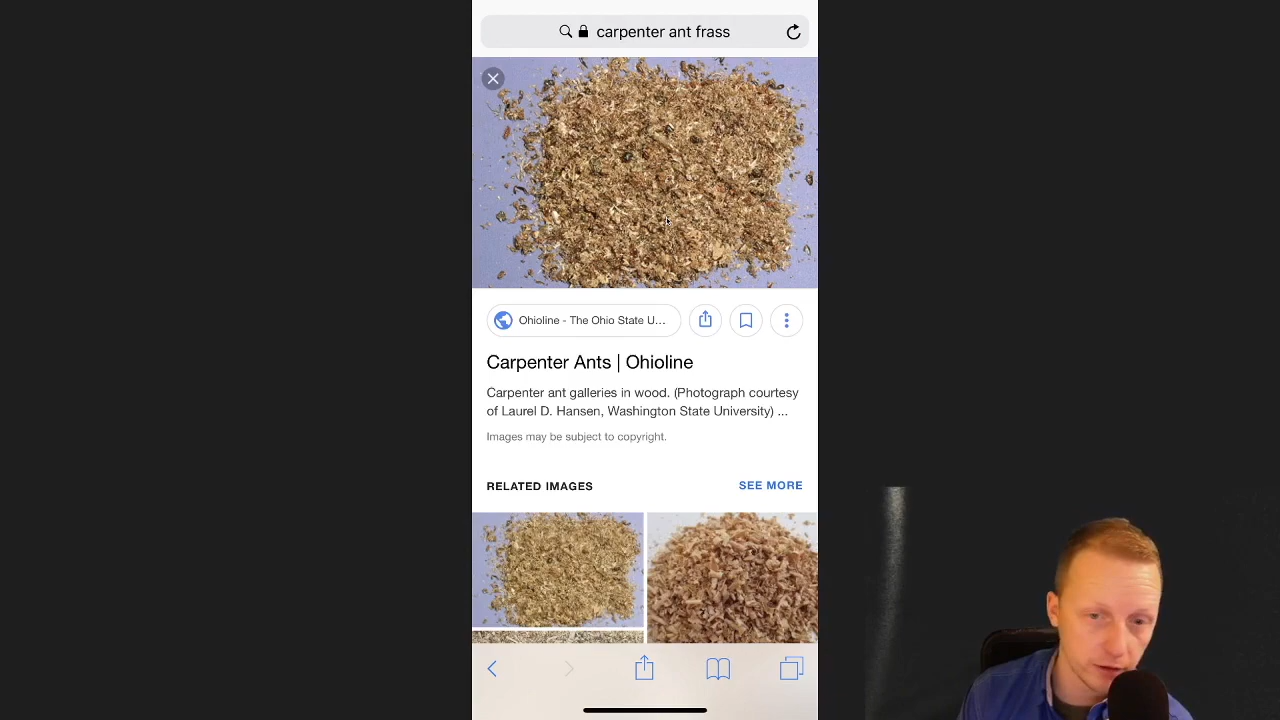 carpenter ant frass
Ohioline - The Ohio State U...
Carpenter Ants | Ohioline
Carpenter ant galleries in wood. (Photograph courtesy
of Laurel D. Hansen, Washington State University) ...
Images may be subject to copyright.
RELATED IMAGES SEE MORE